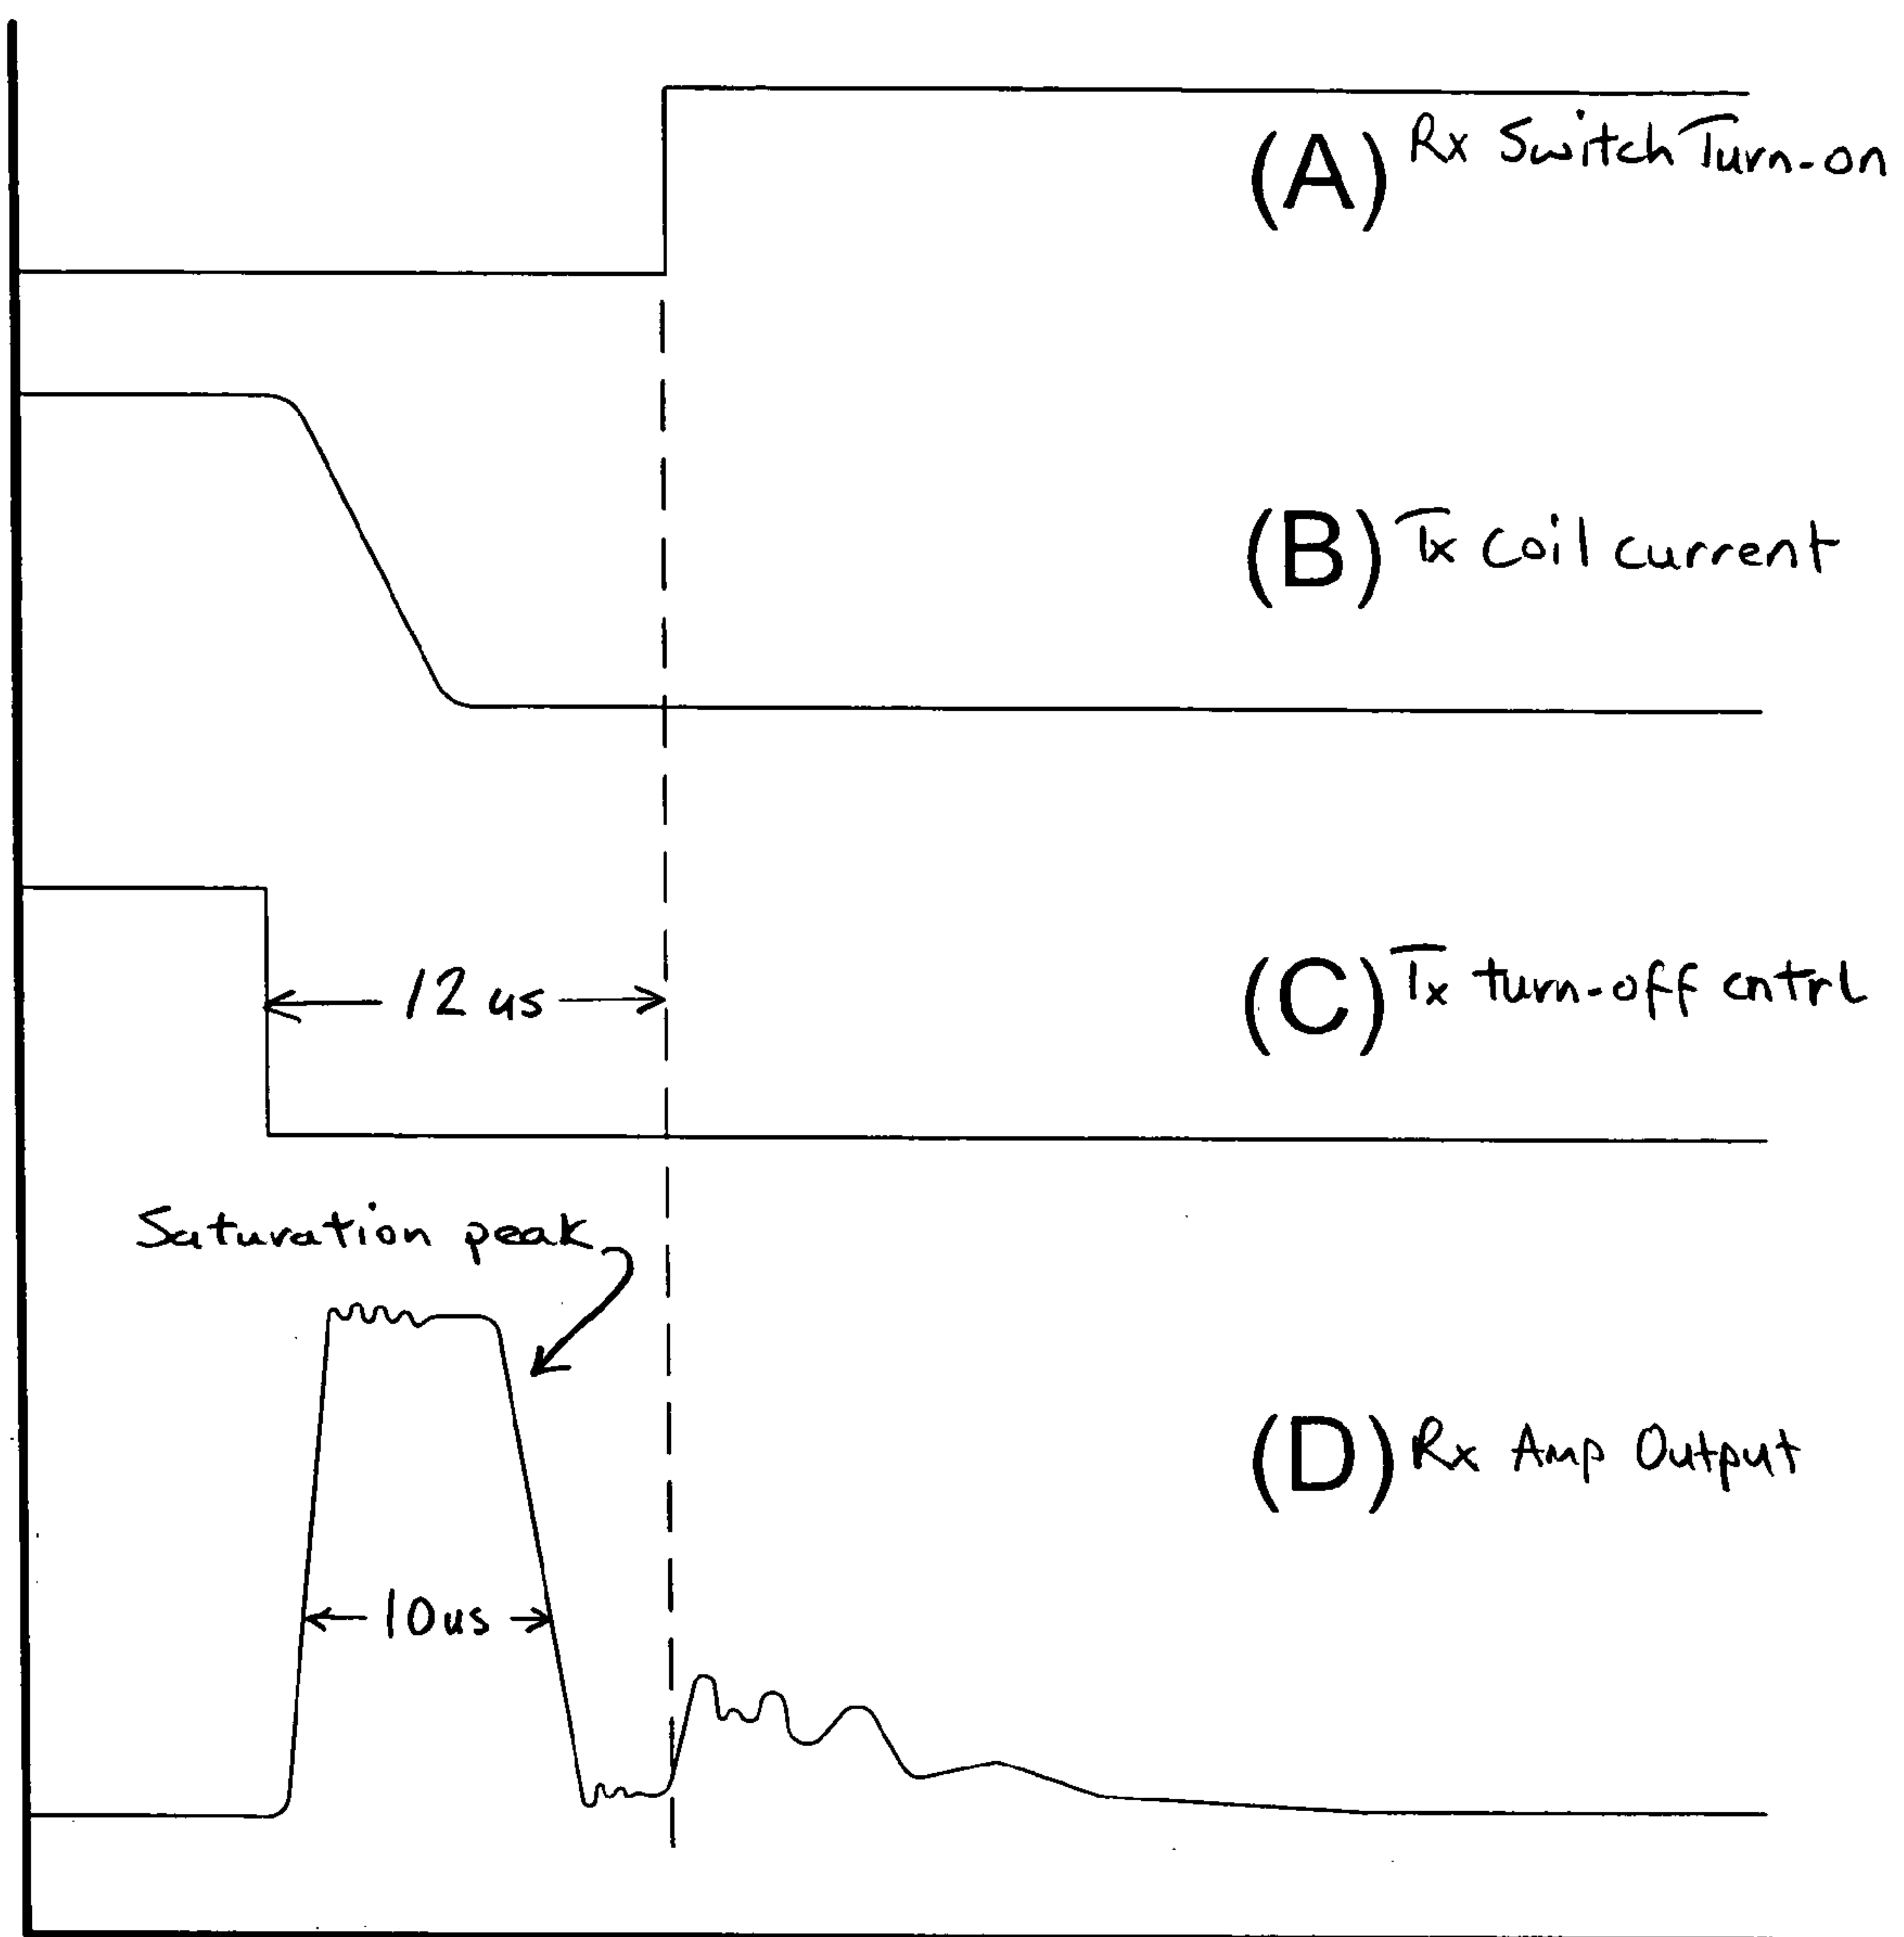 (A) Rx Switch Turn-on
(B) Tx Coil current
(C) Tx turn-off cntrl
12 us
Saturation peak
(D) Rx Amp Output
10us